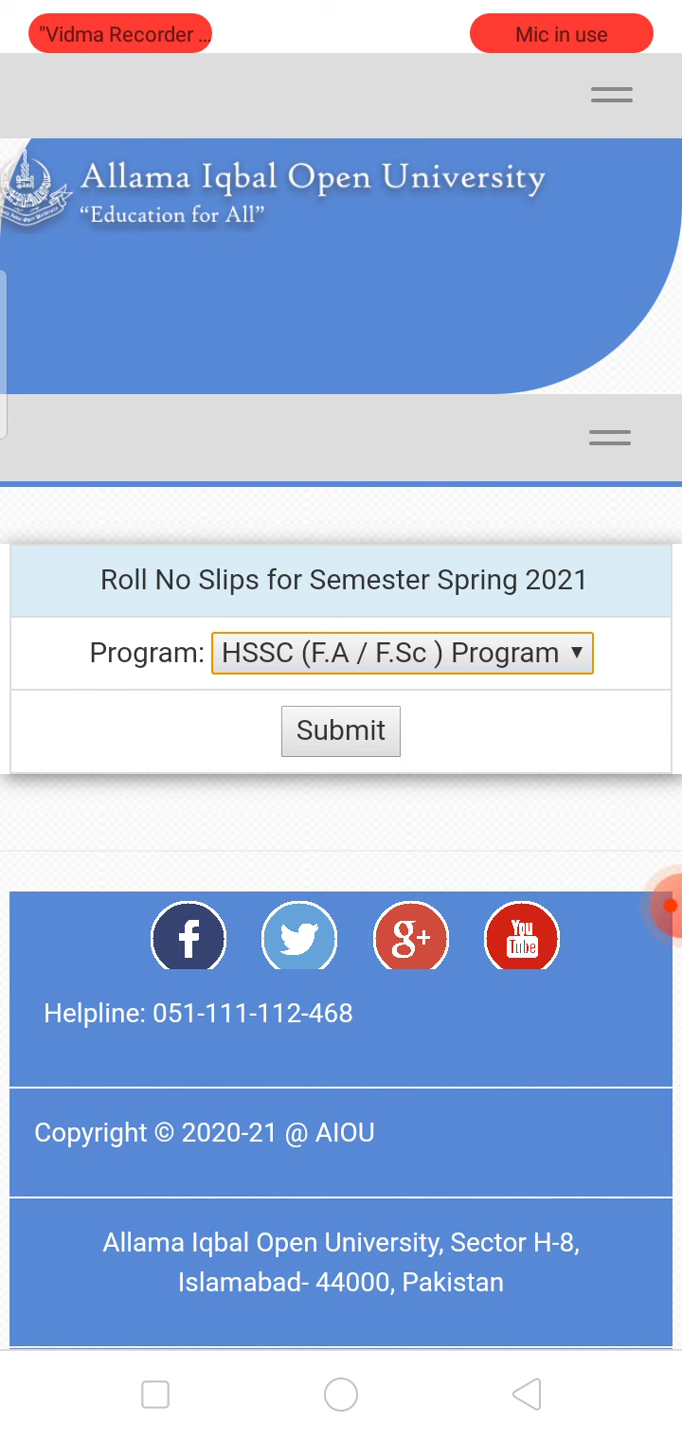 "Vidma Recorder ...
Mic in use
Allama Iqbal Open University
“Education for All”
Roll No Slips for Semester Spring 2021
Program: HSSC (F.A / F.Sc ) Program ▼
Submit
f
g+
You
Tube
Helpline: 051-111-112-468
Copyright © 2020-21 @ AIOU
Allama Iqbal Open University, Sector H-8,
Islamabad- 44000, Pakistan